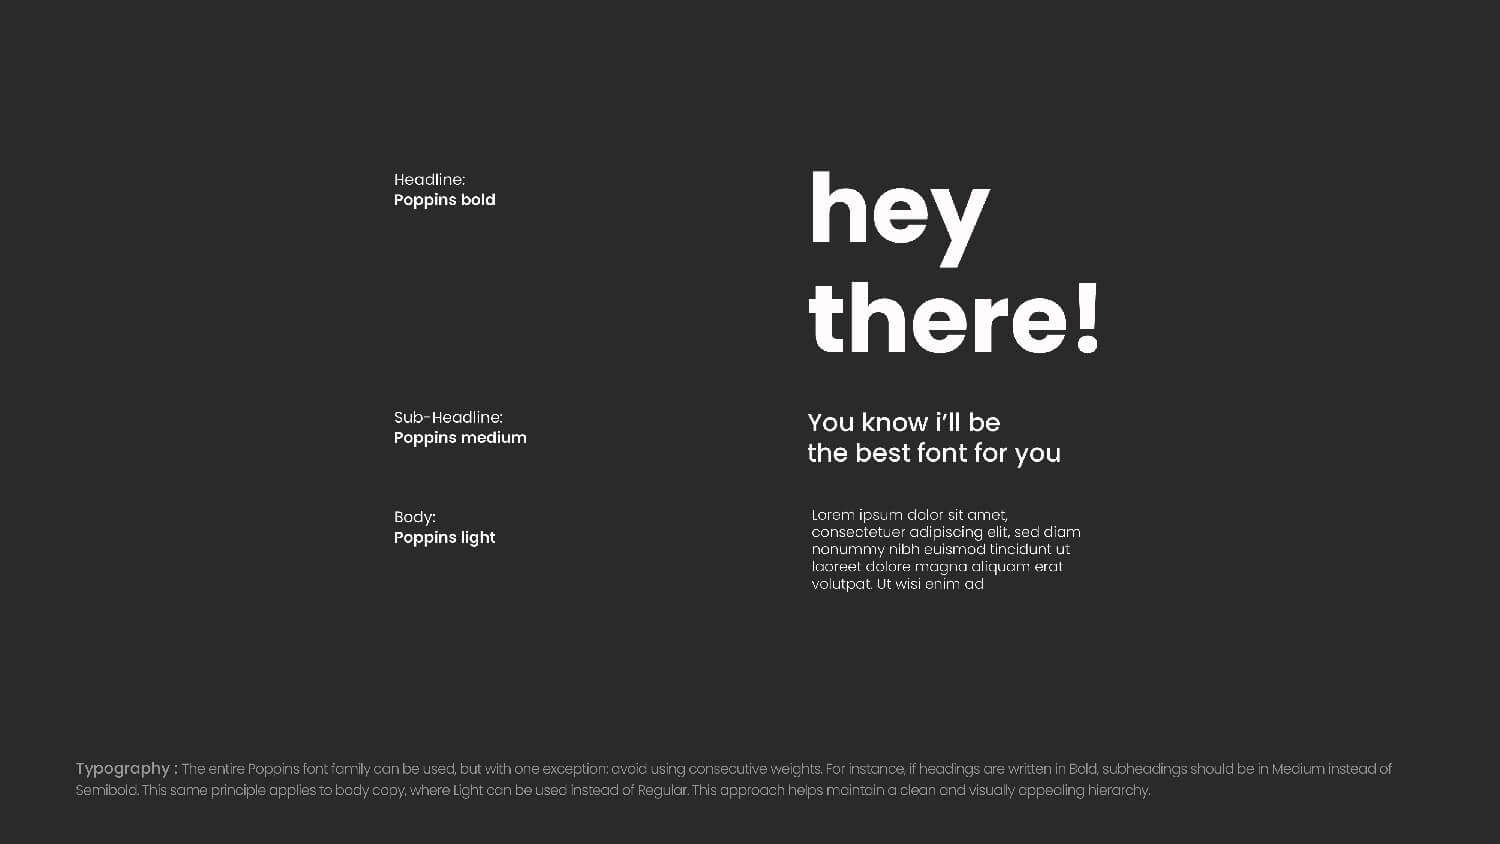 Headline:
Poppins bold
hey
there!
Sub-Headline:
Poppins medium
You know i’ll be
the best font for you
Body:
Poppins light
Lorem ipsum dolor sit amet,
consectetuer adipiscing elit, sed diam
nonummy nibh euismod tincidunt ut
laoreet dolore magna aliquam erat
volutpat. Ut wisi enim ad
Typography : The entire Poppins font family can be used, but with one exception: avoid using consecutive weights. For instance, if headings are written in Bold, subheadings should be in Medium instead of
Semibold. This same principle applies to body copy, where Light can be used instead of Regular. This approach helps maintain a clean and visually appealing hierarchy.